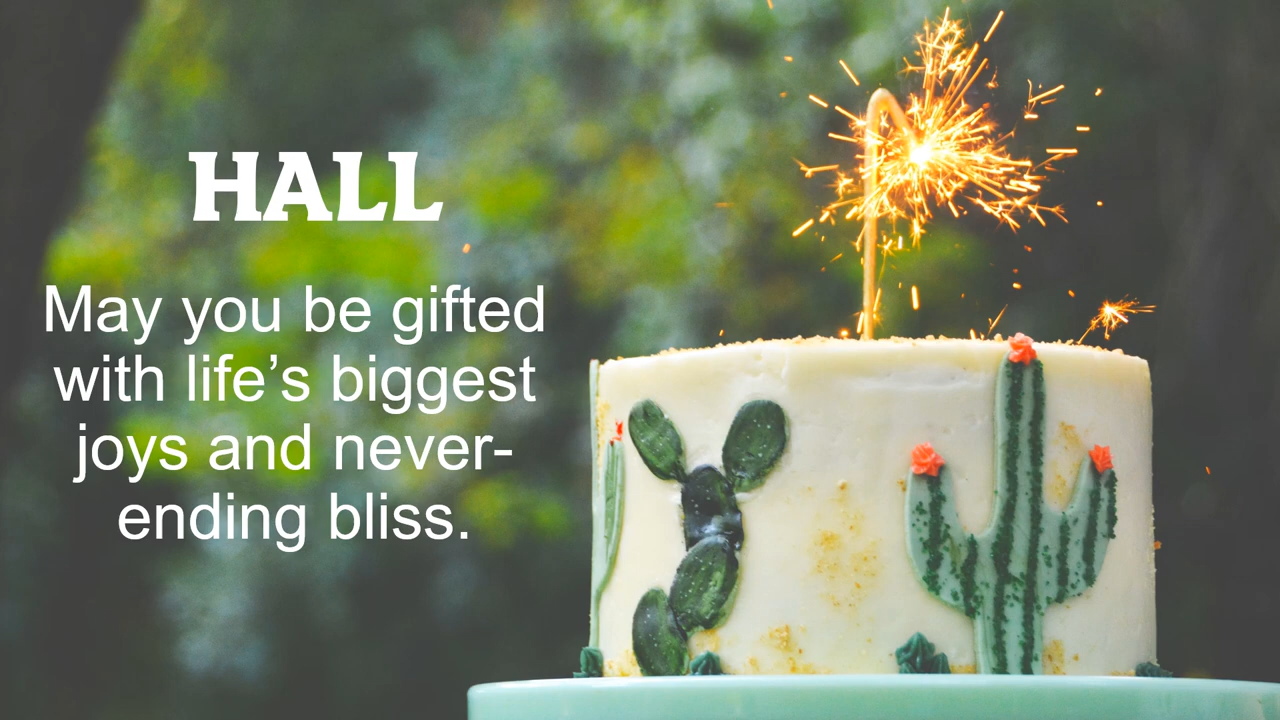 HALL
May you be gifted
with life’s biggest
joys and never-
ending bliss.